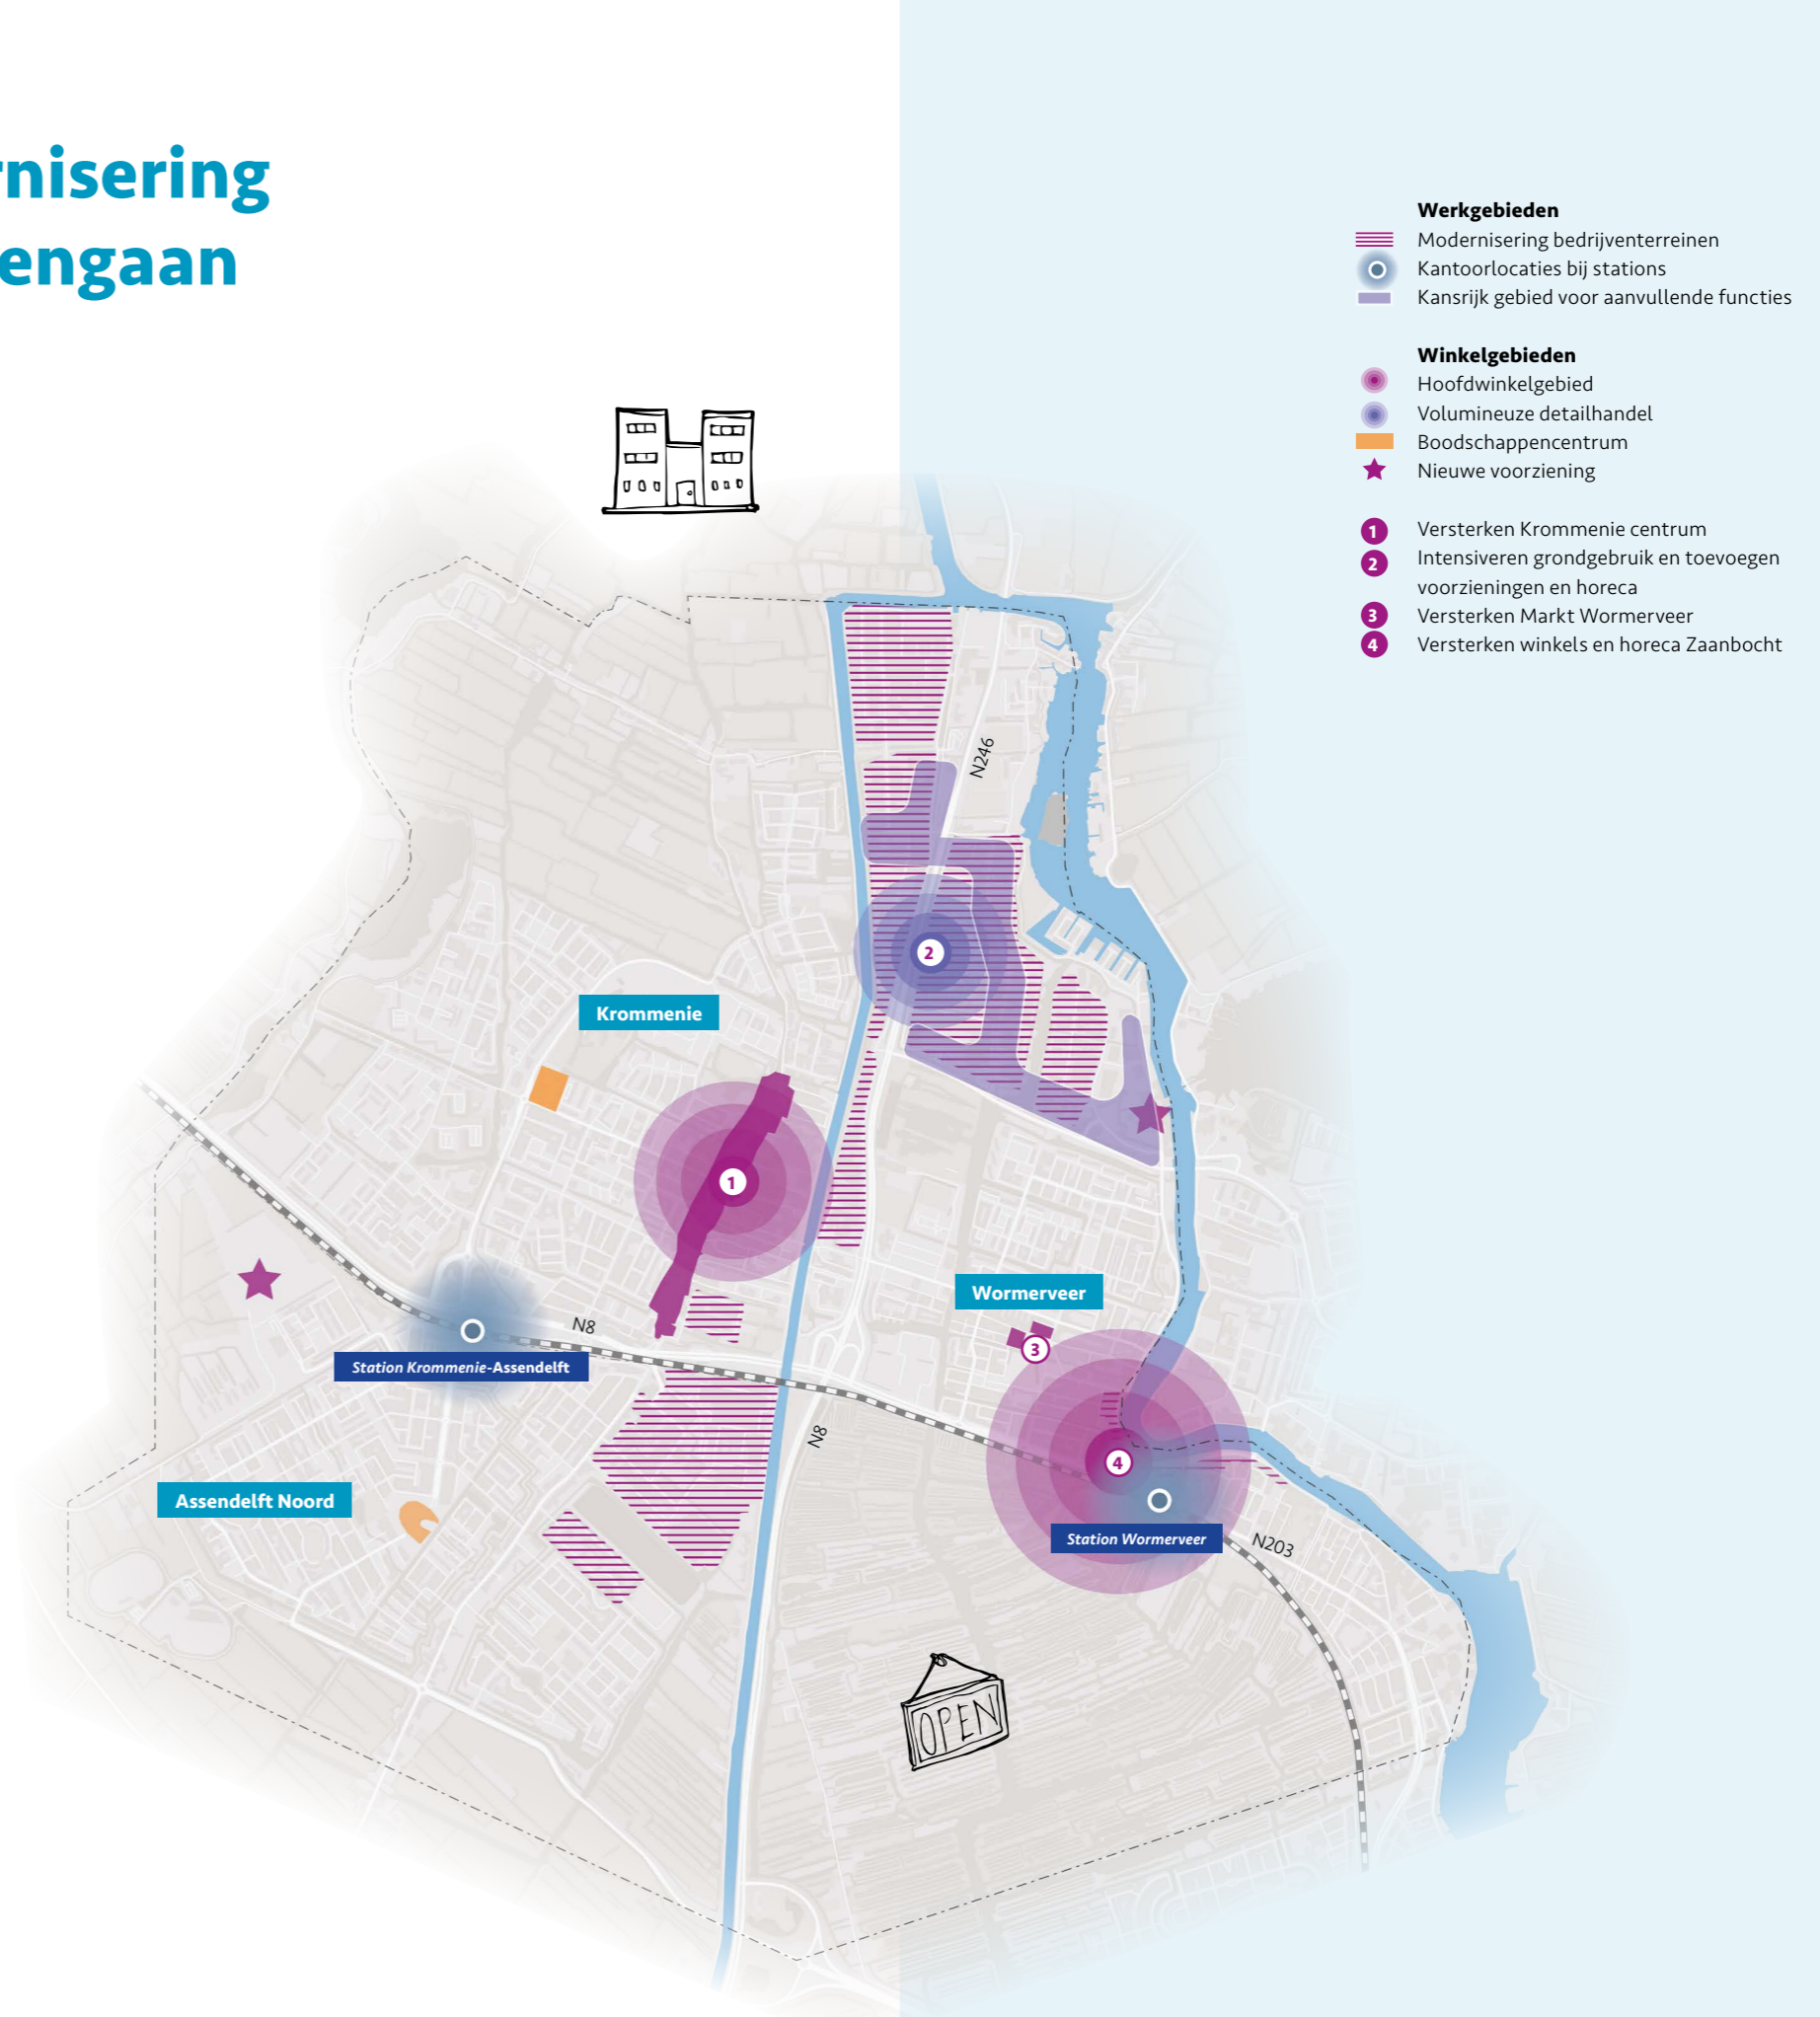 rnisering
engaan
Werkgebieden
Modernisering bedrijventerreinen
Kantoorlocaties bij stations
Kansrijk gebied voor aanvullende functies
Winkelgebieden
Hoofdwinkelgebied
Volumineuze detailhandel
Boodschappencentrum
Nieuwe voorziening
1 Versterken Krommenie centrum
2 Intensiveren grondgebruik en toevoegen
voorzieningen en horeca
3 Versterken Markt Wormerveer
4 Versterken winkels en horeca Zaanbocht
N246
2
Krommenie
1
Wormerveer
N8
3
Station Krommenie-Assendelft
N8
4
Assendelft Noord
Station Wormerveer
N203
OPEN